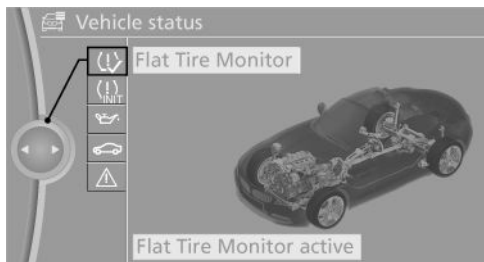 Vehicle status
Flat Tire Monitor
INIT
Flat Tire Monitor active